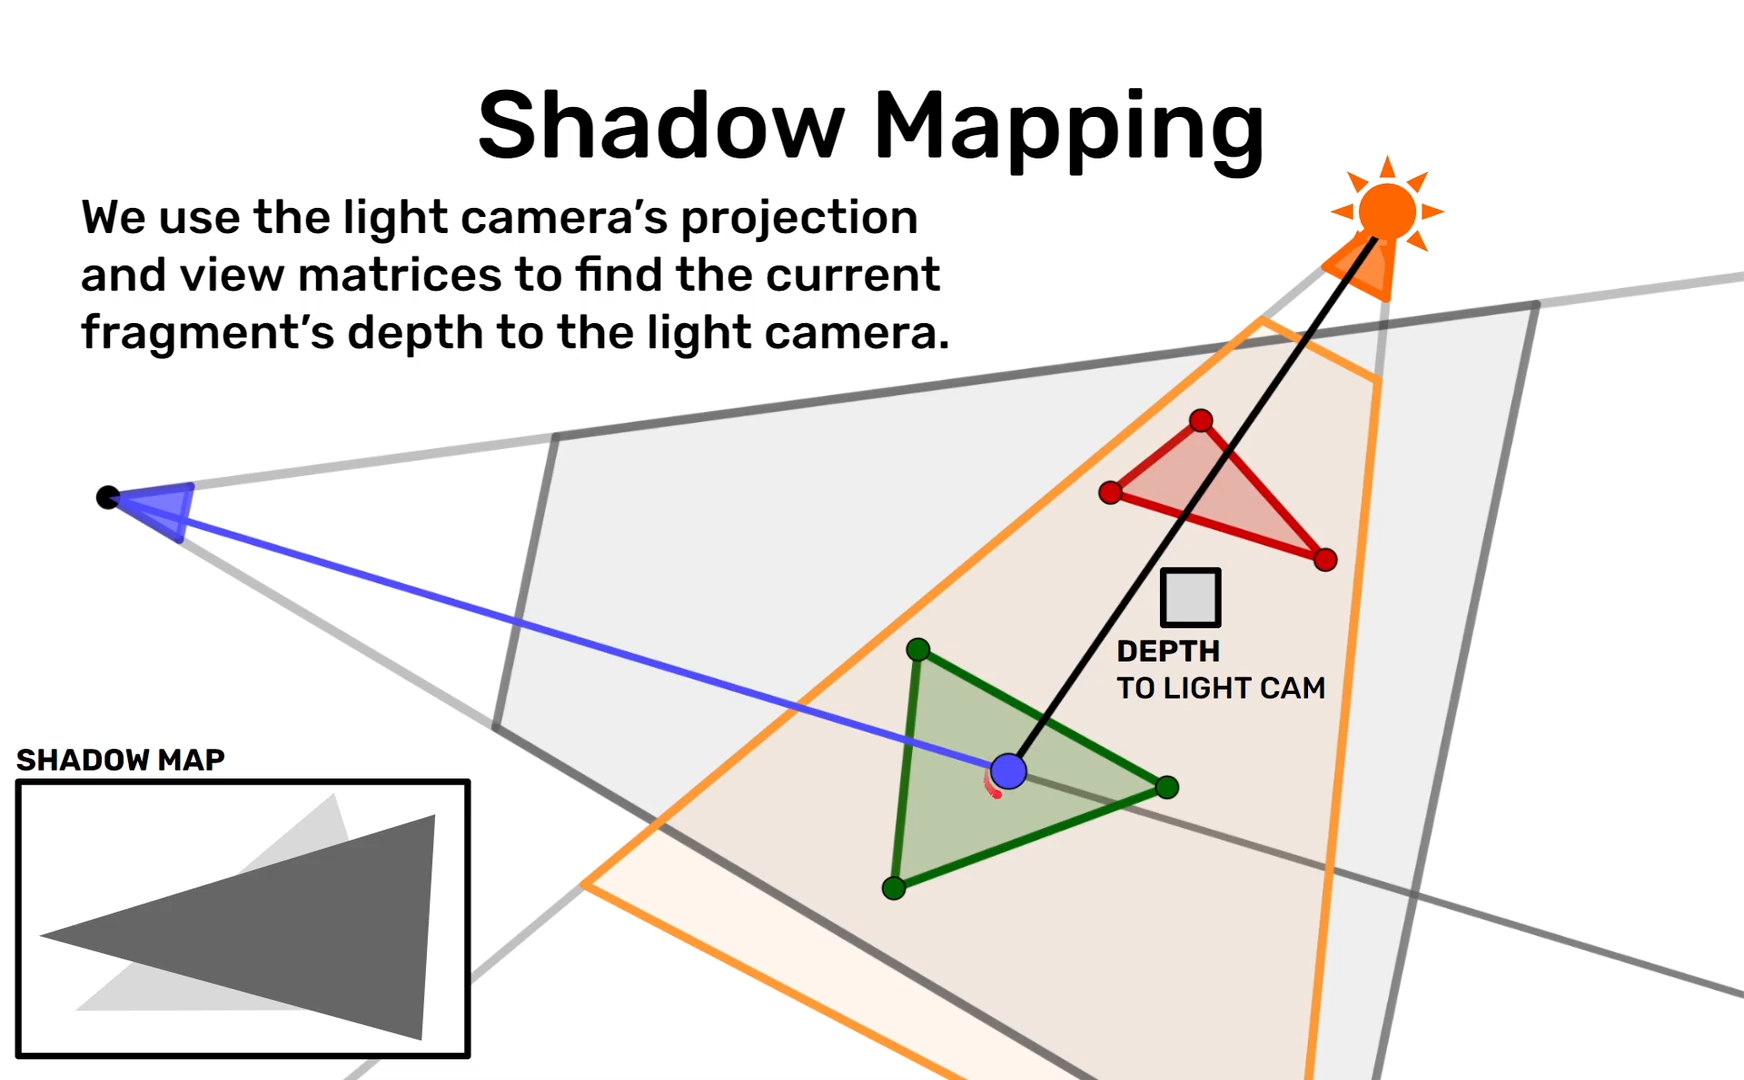 Shadow Mapping
We use the light camera’s projection
and view matrices to find the current
fragment’s depth to the light camera.
DEPTH
TO LIGHT CAM
SHADOW MAP